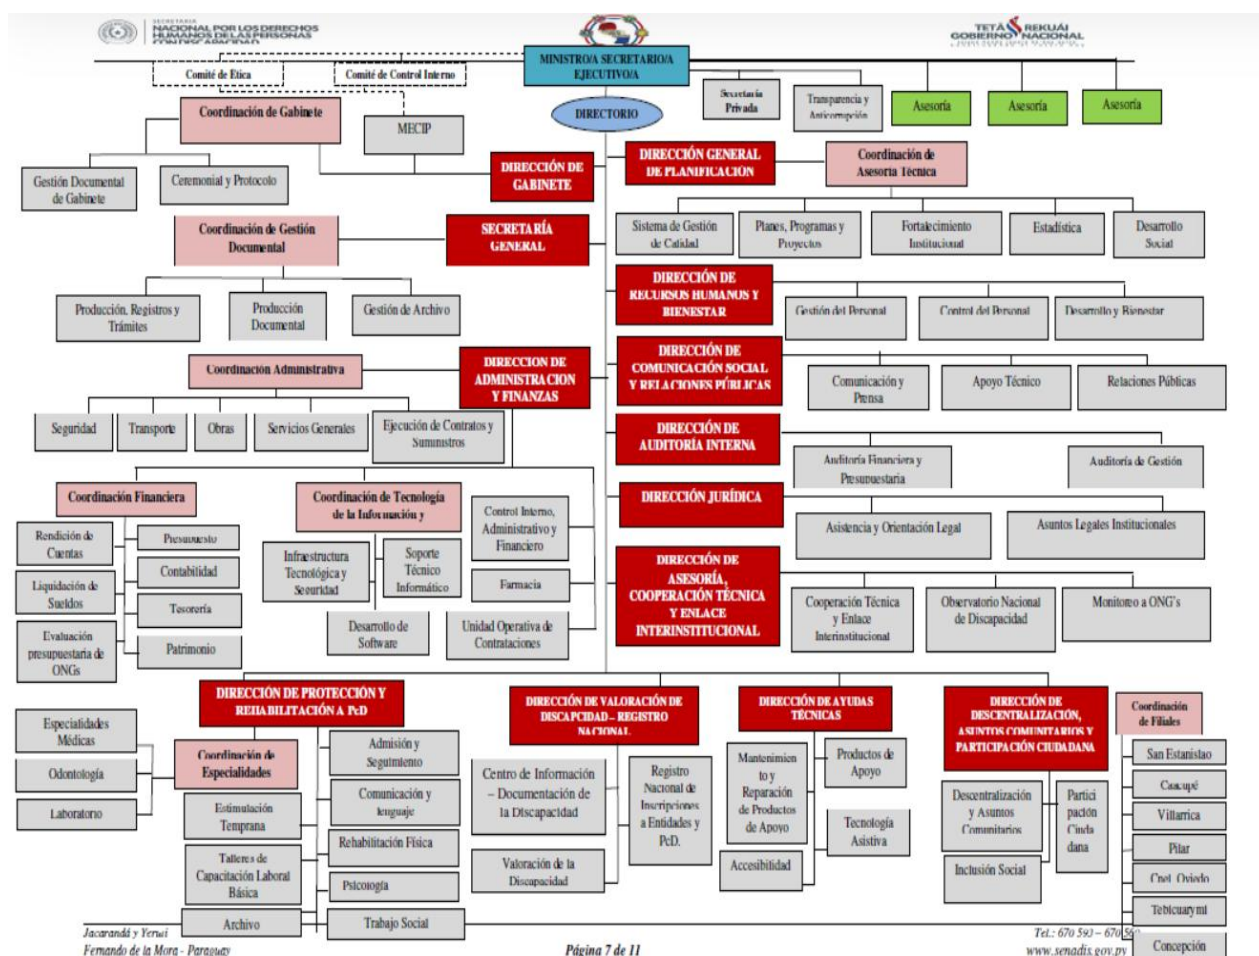 SECRETARÍA
NACIONAL POR LOS DERECHOS
HUMANOS DE LAS PERSONAS
CON DISCAPACIDAD
TETÃ REKUÁI
GOBIERNO NACIONAL
MINISTRO/A SECRETARIO/A
EJECUTIVO/A
Comité de Etica
Comité de Control Interno
Secretaría
Privada
Transparencia y
Anticorrupción
Asesoría
Asesoría
Asesoría
DIRECTORIO
Coordinación de Gabinete
MECIP
Gestión Documental
de Gabinete
Ceremonial y Protocolo
DIRECCIÓN DE
GABINETE
DIRECCIÓN GENERAL
DE PLANIFICACIÓN
Coordinación de
Asesoría Técnica
Sistema de Gestión
de Calidad
Planes, Programas y
Proyectos
Fortalecimiento
Institucional
Estadística
Desarrollo
Social
Coordinación de Gestión
Documental
SECRETARÍA
GENERAL
Producción, Registros y
Trámites
Producción
Documental
Gestión de Archivo
DIRECCIÓN DE
RECURSOS HUMANOS Y
BIENESTAR
Gestión del Personal
Control del Personal
Desarrollo y Bienestar
Coordinación Administrativa
DIRECCION DE
ADMINISTRACION
Y FINANZAS
DIRECCIÓN DE
COMUNICACIÓN SOCIAL
Y RELACIONES PÚBLICAS
Comunicación y
Prensa
Apoyo Técnico
Relaciones Públicas
Seguridad
Transporte
Obras
Servicios Generales
Ejecución de Contratos y
Suministros
DIRECCIÓN DE
AUDITORÍA INTERNA
Auditoría Financiera y
Presupuestaria
Auditoría de Gestión
Coordinación Financiera
Coordinación de Tecnología
de la Información y
Control Interno,
Administrativo y
Financiero
DIRECCIÓN JURÍDICA
Asistencia y Orientación Legal
Asuntos Legales Institucionales
Rendición de
Cuentas
Presupuesto
Liquidación de
Sueldos
Contabilidad
Tesorería
Evaluación
presupuestaria de
ONGs
Patrimonio
Infraestructura
Tecnológica y
Seguridad
Soporte
Técnico
Informático
Desarrollo de
Software
Farmacia
Unidad Operativa de
Contrataciones
DIRECCIÓN DE
ASESORÍA,
COOPERACIÓN TÉCNICA
Y ENLACE
INTERINSTITUCIONAL
Cooperación Técnica
y Enlace
Interinstitucional
Observatorio Nacional
de Discapacidad
Monitoreo a ONG's
DIRECCIÓN DE PROTECCIÓN Y
REHABILITACIÓN A PcD
DIRECCIÓN DE VALORACIÓN DE
DISCAPCIDAD – REGISTRO
NACIONAL
DIRECCIÓN DE AYUDAS
TÉCNICAS
DIRECCIÓN DE
DESCENTRALIZACIÓN,
ASUNTOS COMUNITARIOS Y
PARTICIPACIÓN CIUDADANA
Coordinación
de Filiales
Especialidades
Médicas
Odontología
Laboratorio
Coordinación de
Especialidades
Estimulación
Temprana
Talleres de
Capacitación Laboral
Básica
Archivo
Admisión y
Seguimiento
Comunicación y
lenguaje
Rehabilitación Física
Psicología
Trabajo Social
Centro de Información
– Documentación de
la Discapacidad
Valoración de la
Discapacidad
Registro
Nacional de
Inscripciones
a Entidades y
PcD.
Mantenimien
to y
Reparación
de Productos
de Apoyo
Accesibilidad
Productos de
Apoyo
Tecnología
Asistiva
Descentralización
y Asuntos
Comunitarios
Inclusión Social
Partici
pación
Ciuda
dana
San Estanislao
Caacupé
Villarrica
Pilar
Cnel. Oviedo
Tebicuarymí
Concepción
Jacarandá y Yerutí
Fernando de la Mora - Paraguay
Página 7 de 11
Tel.: 670 593 – 670 560
www.senadis.gov.py